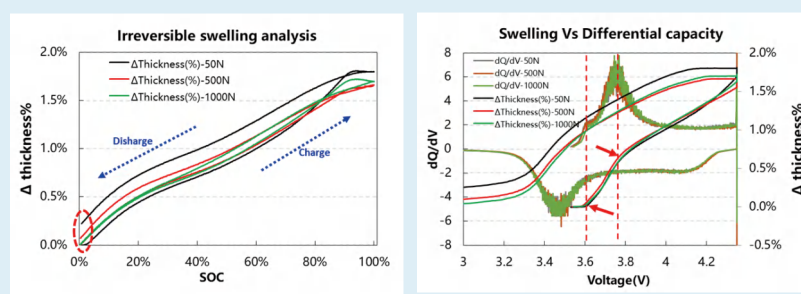 Irreversible swelling analysis
2.0%
1.5%
1.0%
0.5%
0.0%
Δ thickness%
ΔThickness(%)-50N
ΔThickness(%)-500N
ΔThickness(%)-1000N
Disharge
Charge
0% 20% 40% 60% 80% 100%
SOC
Swelling Vs Differential capacity
8
6
4
2
0
-2
-4
-6
-8
dQ/dV
dQ/dV-50N
dQ/dV-500N
dQ/dV-1000N
ΔThickness(%)-50N
ΔThickness(%)-500N
ΔThickness(%)-1000N
2.0%
1.5%
1.0%
0.5%
0.0%
-0.5%
Δ thickness%
3 3.2 3.4 3.6 3.8 4 4.2
Voltage(V)